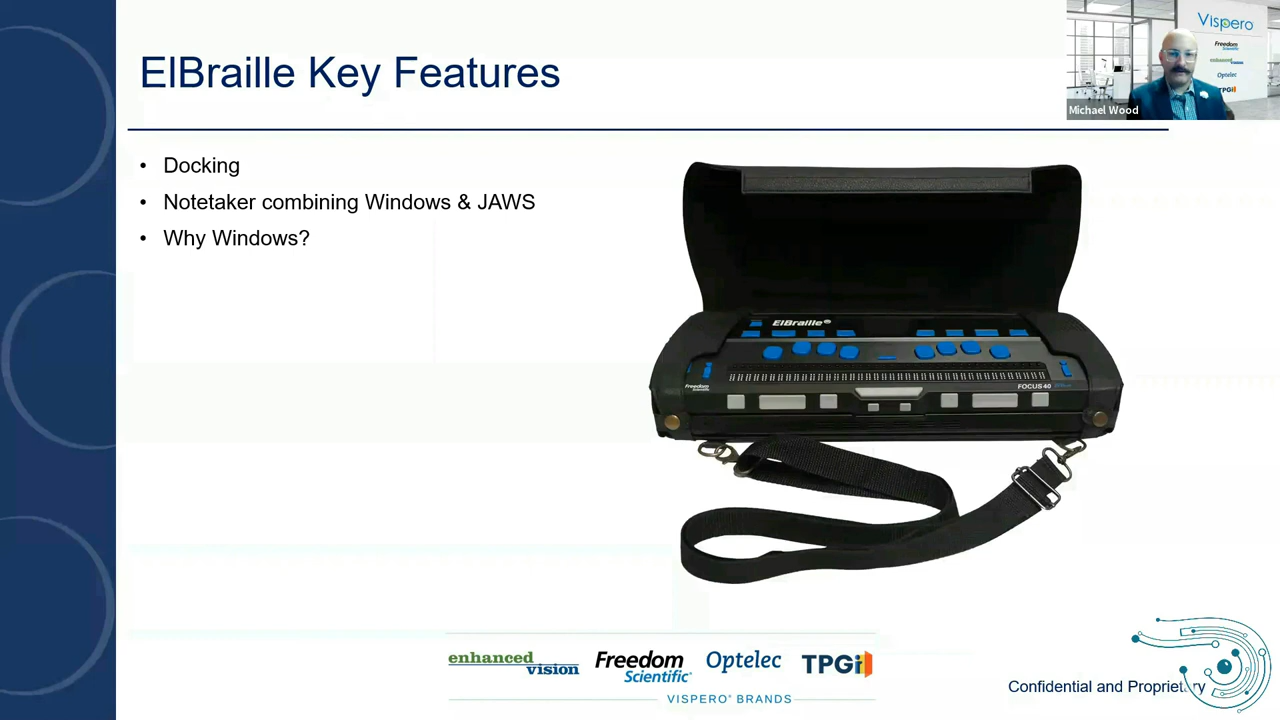 ElBraille Key Features
Vispero
Freedom
Scientific
enhanced
vision
Optelec
TPGi
Michael Wood
• Docking
• Notetaker combining Windows & JAWS
• Why Windows?
ElBraille
Freedom
Scientific
FOCUS 40
enhanced
vision
Freedom
Scientific®
Optelec
TPGi
VISPERO® BRANDS
Confidential and Proprietary